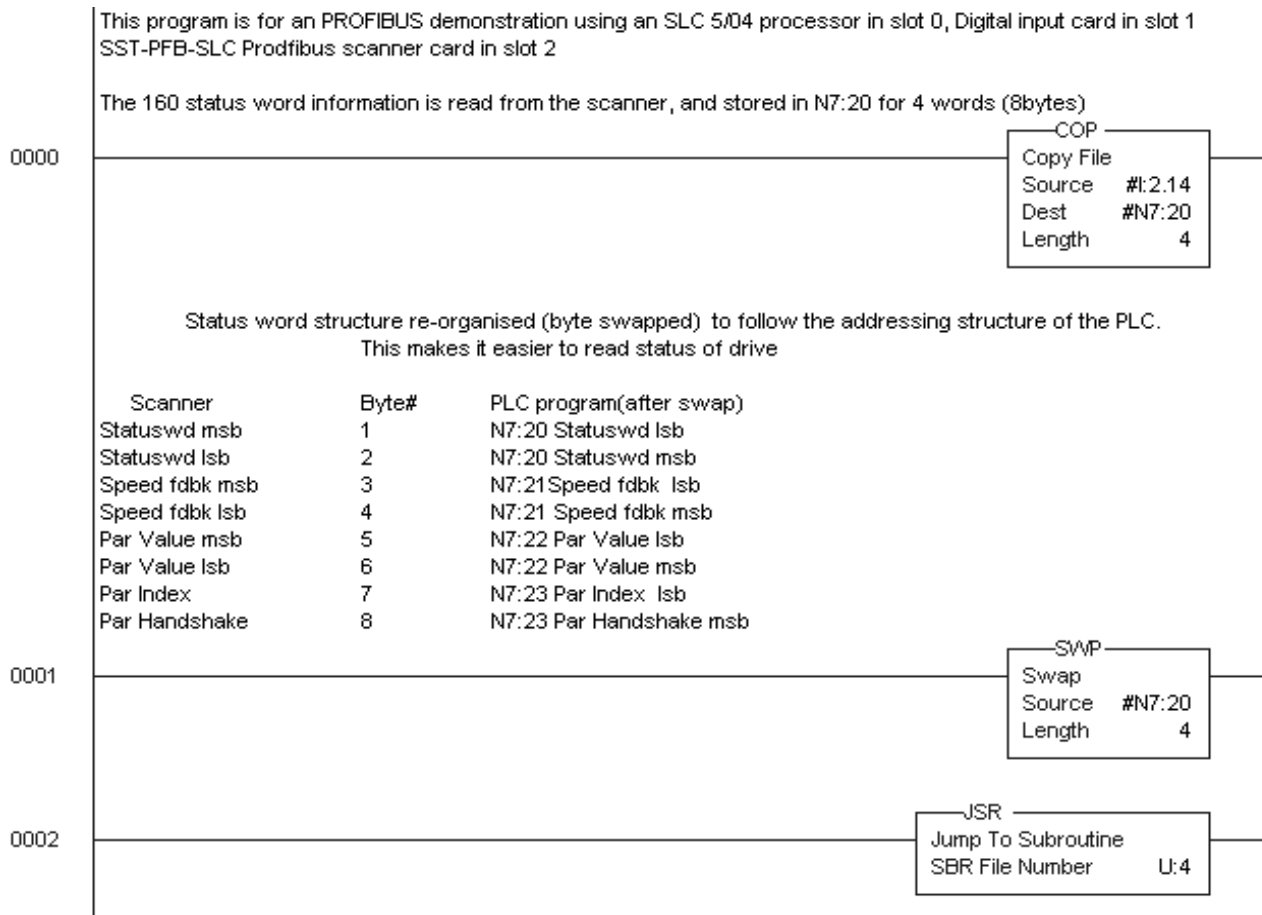 This program is for an PROFIBUS demonstration using an SLC 5/04 processor in slot 0, Digital input card in slot 1
SST-PFB-SLC Prodfibus scanner card in slot 2
The 160 status word information is read from the scanner, and stored in N7:20 for 4 words (8bytes)
COP
0000
Copy File
Source #I:2.14
Dest #N7:20
Length 4
Status word structure re-organised (byte swapped) to follow the addressing structure of the PLC.
This makes it easier to read status of drive
Scanner Byte# PLC program(after swap)
Statuswd msb 1 N7:20 Statuswd lsb
Statuswd lsb 2 N7:20 Statuswd msb
Speed fdbk msb 3 N7:21Speed fdbk lsb
Speed fdbk lsb 4 N7:21 Speed fdbk msb
Par Value msb 5 N7:22 Par Value lsb
Par Value lsb 6 N7:22 Par Value msb
Par Index 7 N7:23 Par Index lsb
Par Handshake 8 N7:23 Par Handshake msb
SWP
0001
Swap
Source #N7:20
Length 4
JSR
0002
Jump To Subroutine
SBR File Number U:4